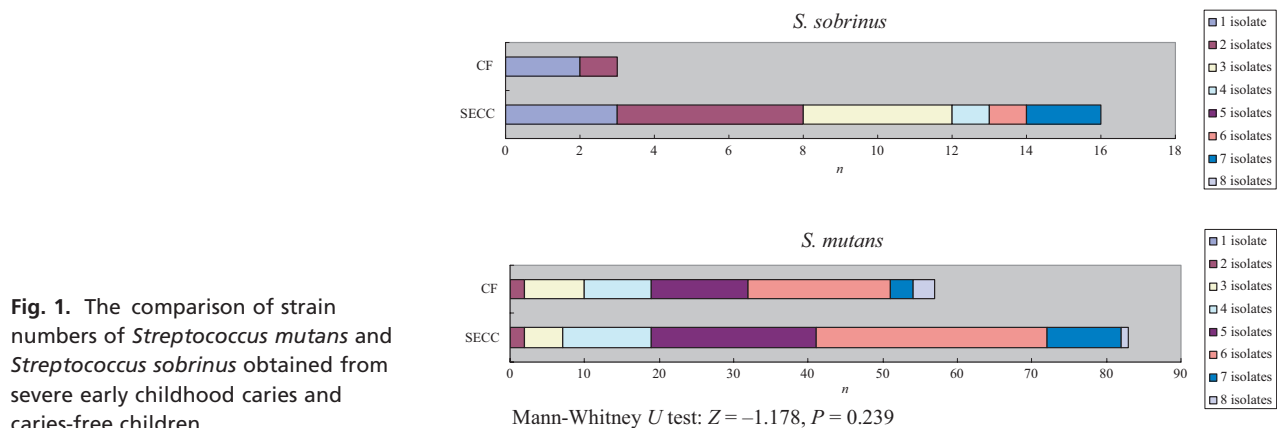 S. sobrinus
CF
SECC
0 2 4 6 8 10 12 14 16 18
n
1 isolate
2 isolates
3 isolates
4 isolates
5 isolates
6 isolates
7 isolates
8 isolates
S. mutans
CF
SECC
0 10 20 30 40 50 60 70 80 90
n
1 isolate
2 isolates
3 isolates
4 isolates
5 isolates
6 isolates
7 isolates
8 isolates
Mann-Whitney U test: Z = –1.178, P = 0.239
Fig. 1. The comparison of strain
numbers of Streptococcus mutans and
Streptococcus sobrinus obtained from
severe early childhood caries and
caries-free children